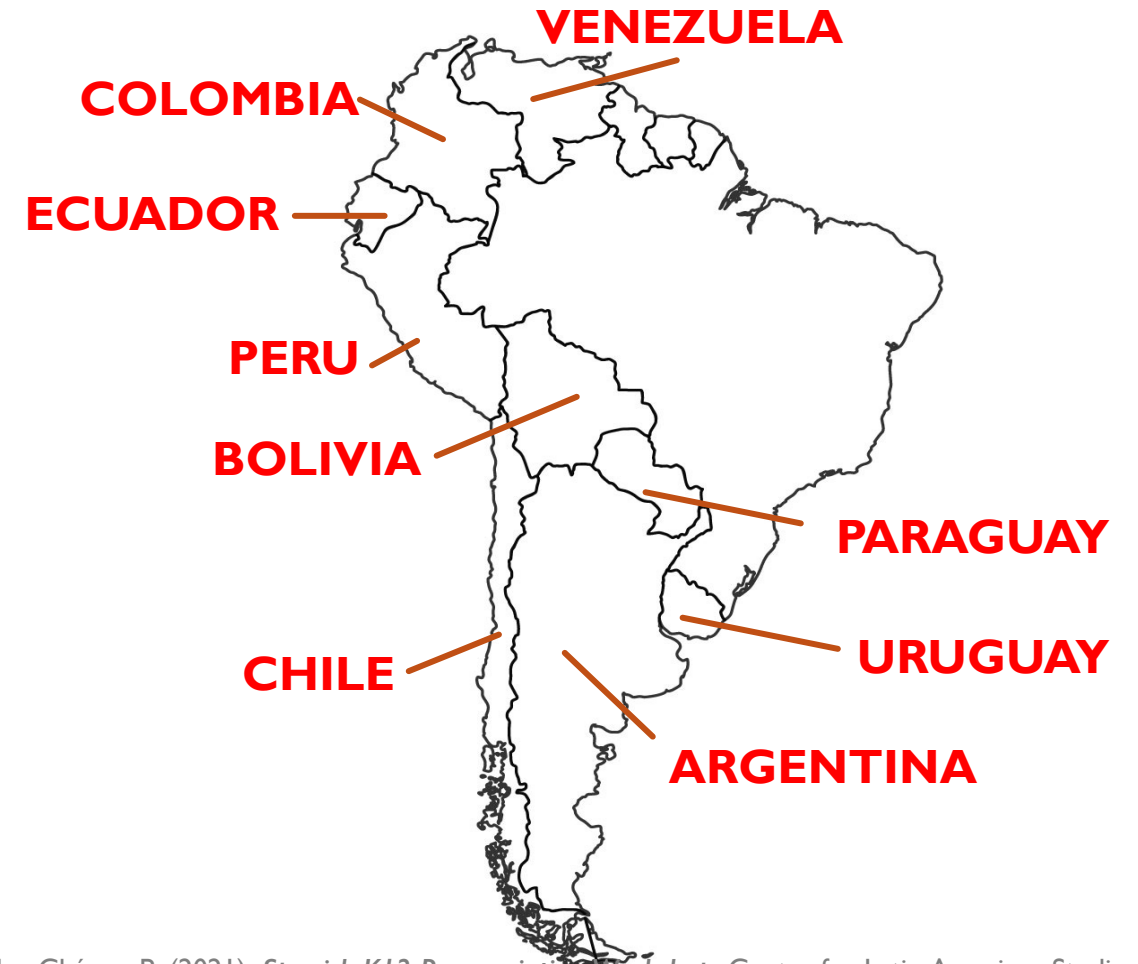 VENEZUELA
COLOMBIA
ECUADOR
PERU
BOLIVIA
PARAGUAY
CHILE
URUGUAY
ARGENTINA